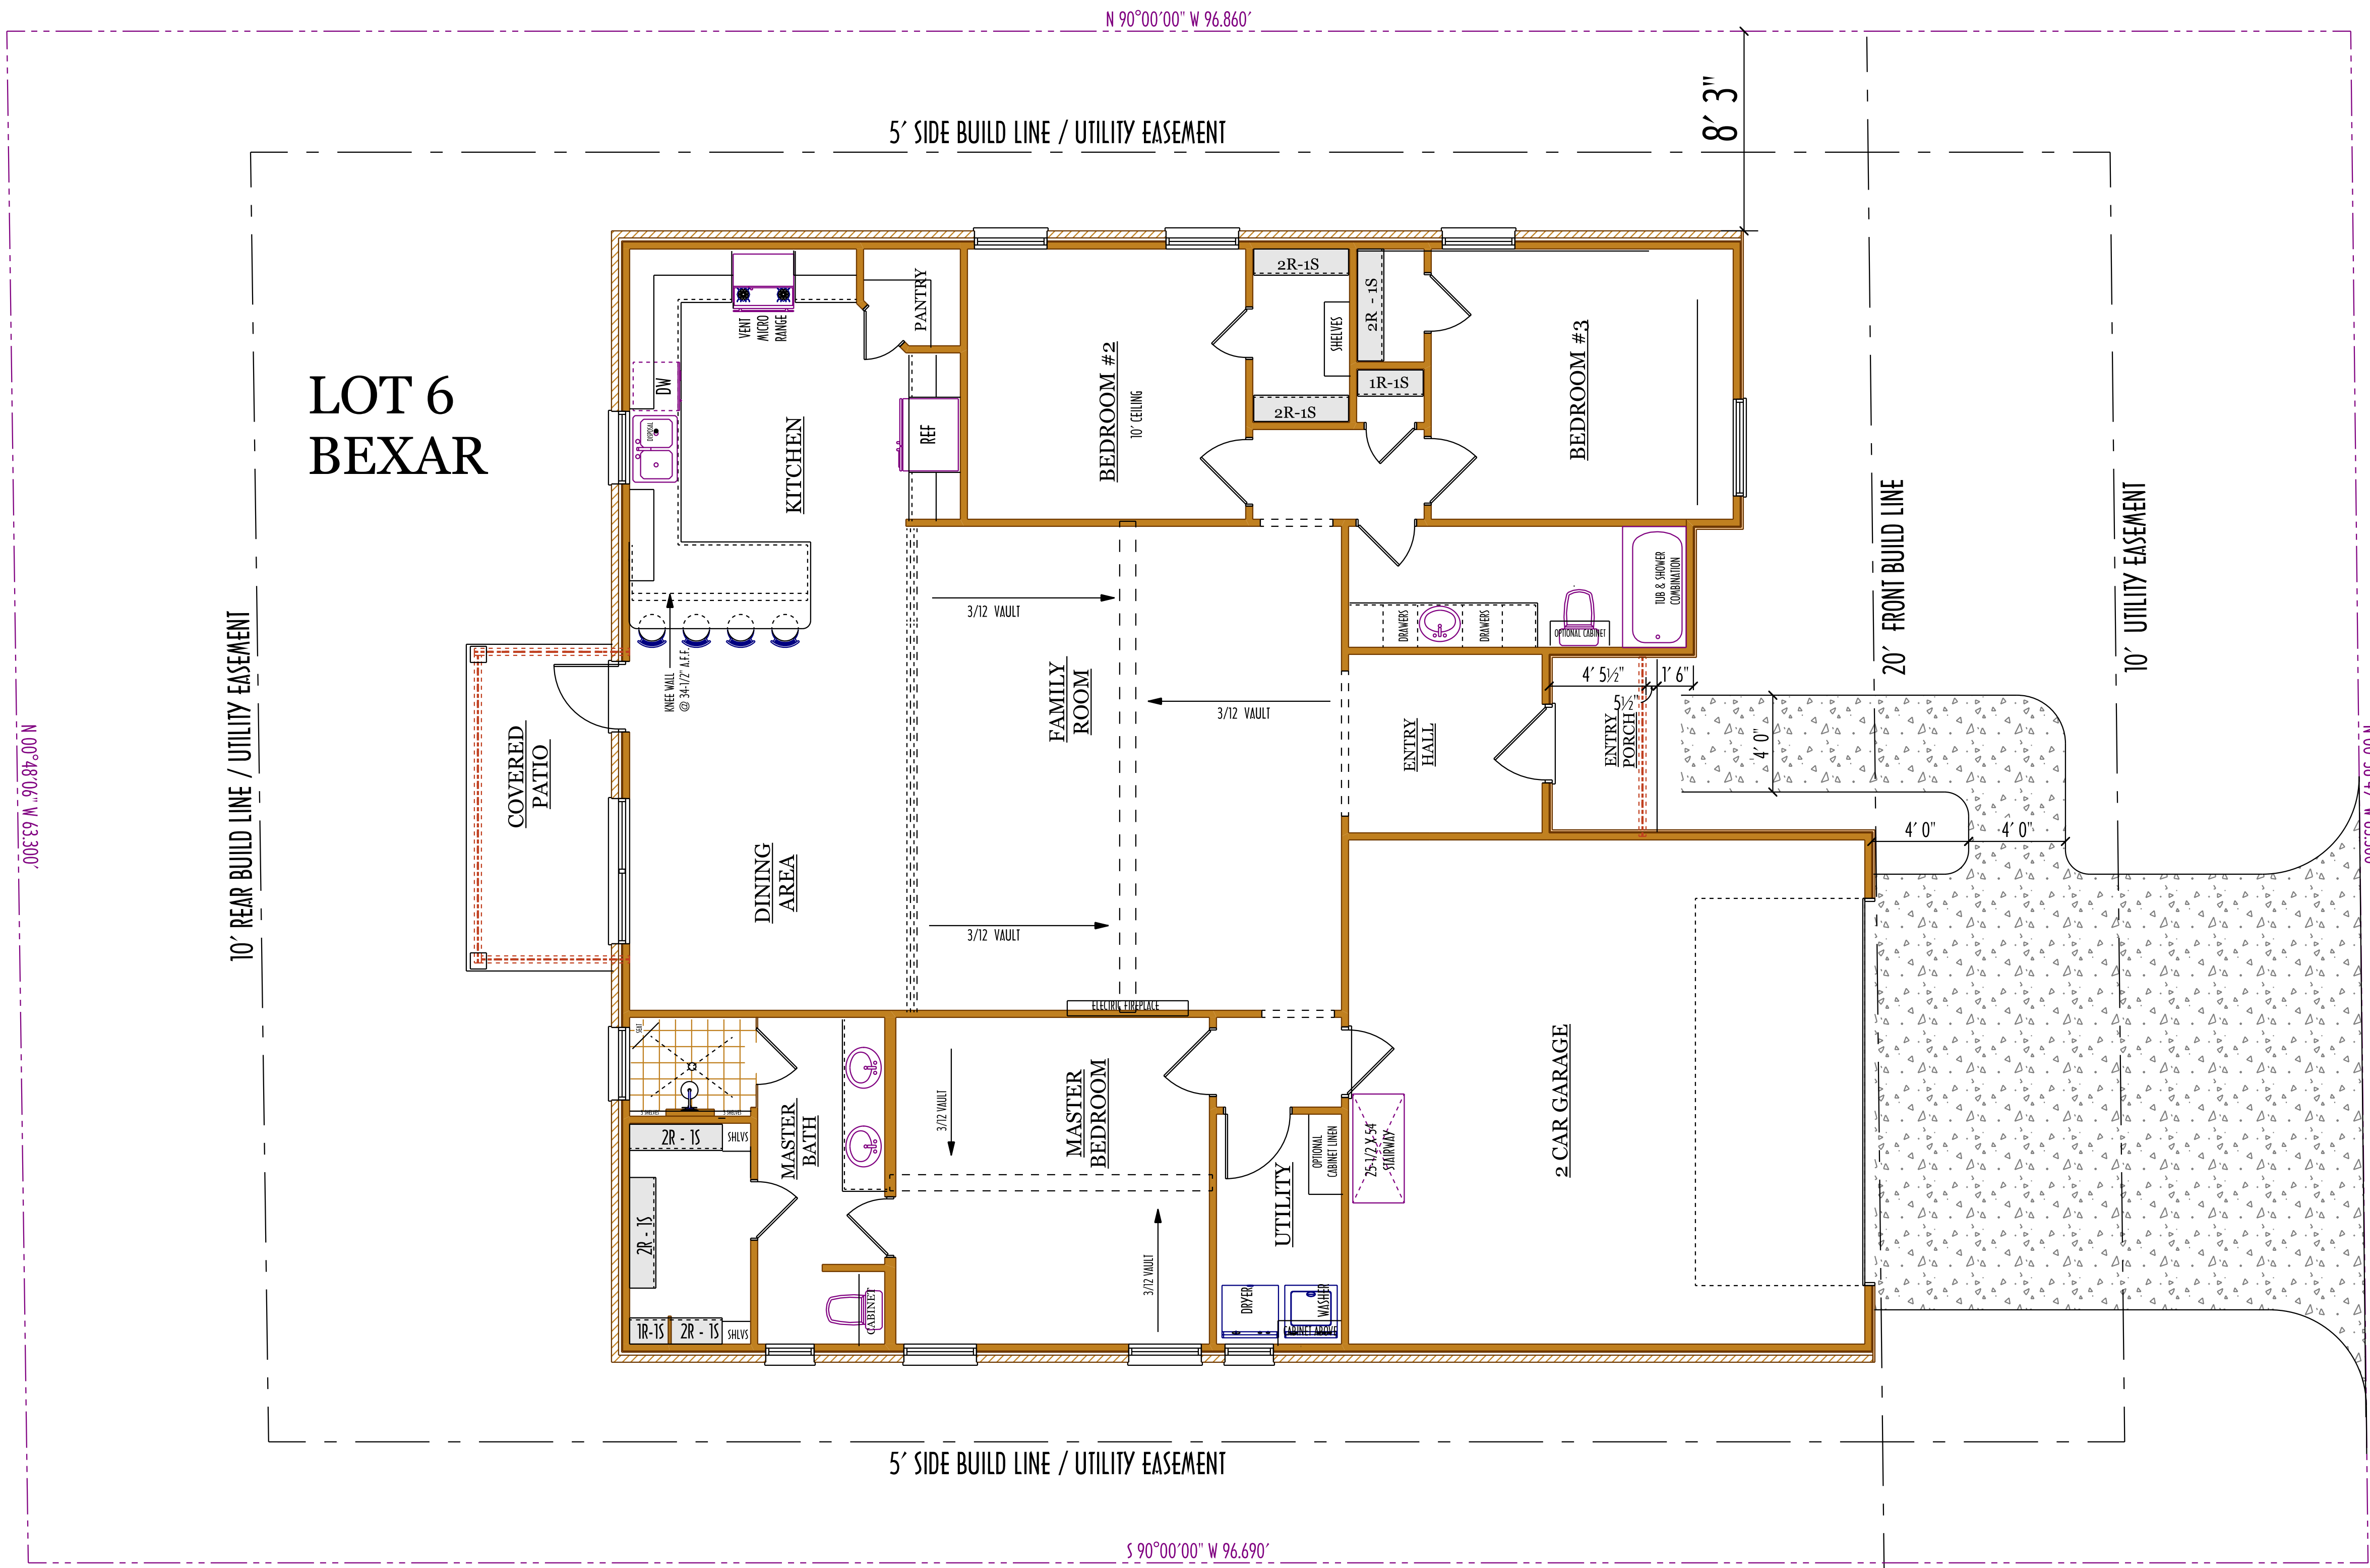 N 90°00'00" W 96.860'
5' SIDE BUILD LINE / UTILITY EASEMENT
8' 3"
LOT 6
BEXAR
10' REAR BUILD LINE / UTILITY EASEMENT
N 00°48'06" W 63.300'
20' FRONT BUILD LINE
10' UTILITY EASEMENT
VENT
MICRO
RANGE
PANTRY
DW
DISPOSAL
KITCHEN
REF
KNEE WALL
@ 34-1/2" A.F.F.
BEDROOM #2
10' CEILING
2R-1S
SHELVES
2R-1S
2R - 1S
1R-1S
BEDROOM #3
DRAWERS
DRAWERS
OPTIONAL CABINET
TUB & SHOWER
COMBINATION
3/12 VAULT
3/12 VAULT
3/12 VAULT
FAMILY
ROOM
ENTRY
HALL
ENTRY
PORCH
4' 5½"
1' 6"
5½"
4' 0"
4' 0"
4' 0"
COVERED
PATIO
DINING
AREA
ELECTRIC FIREPLACE
SEAT
2R - 1S
SHLVS
2R - 1S
1R-1S
2R - 1S
SHLVS
MASTER
BATH
CABINET
3/12 VAULT
MASTER
BEDROOM
3/12 VAULT
UTILITY
OPTIONAL
CABINET LINEN
DRYER
WASHER
CABINET ABOVE
25-1/2 X 54
STAIRWAY
2 CAR GARAGE
5' SIDE BUILD LINE / UTILITY EASEMENT
S 90°00'00" W 96.690'